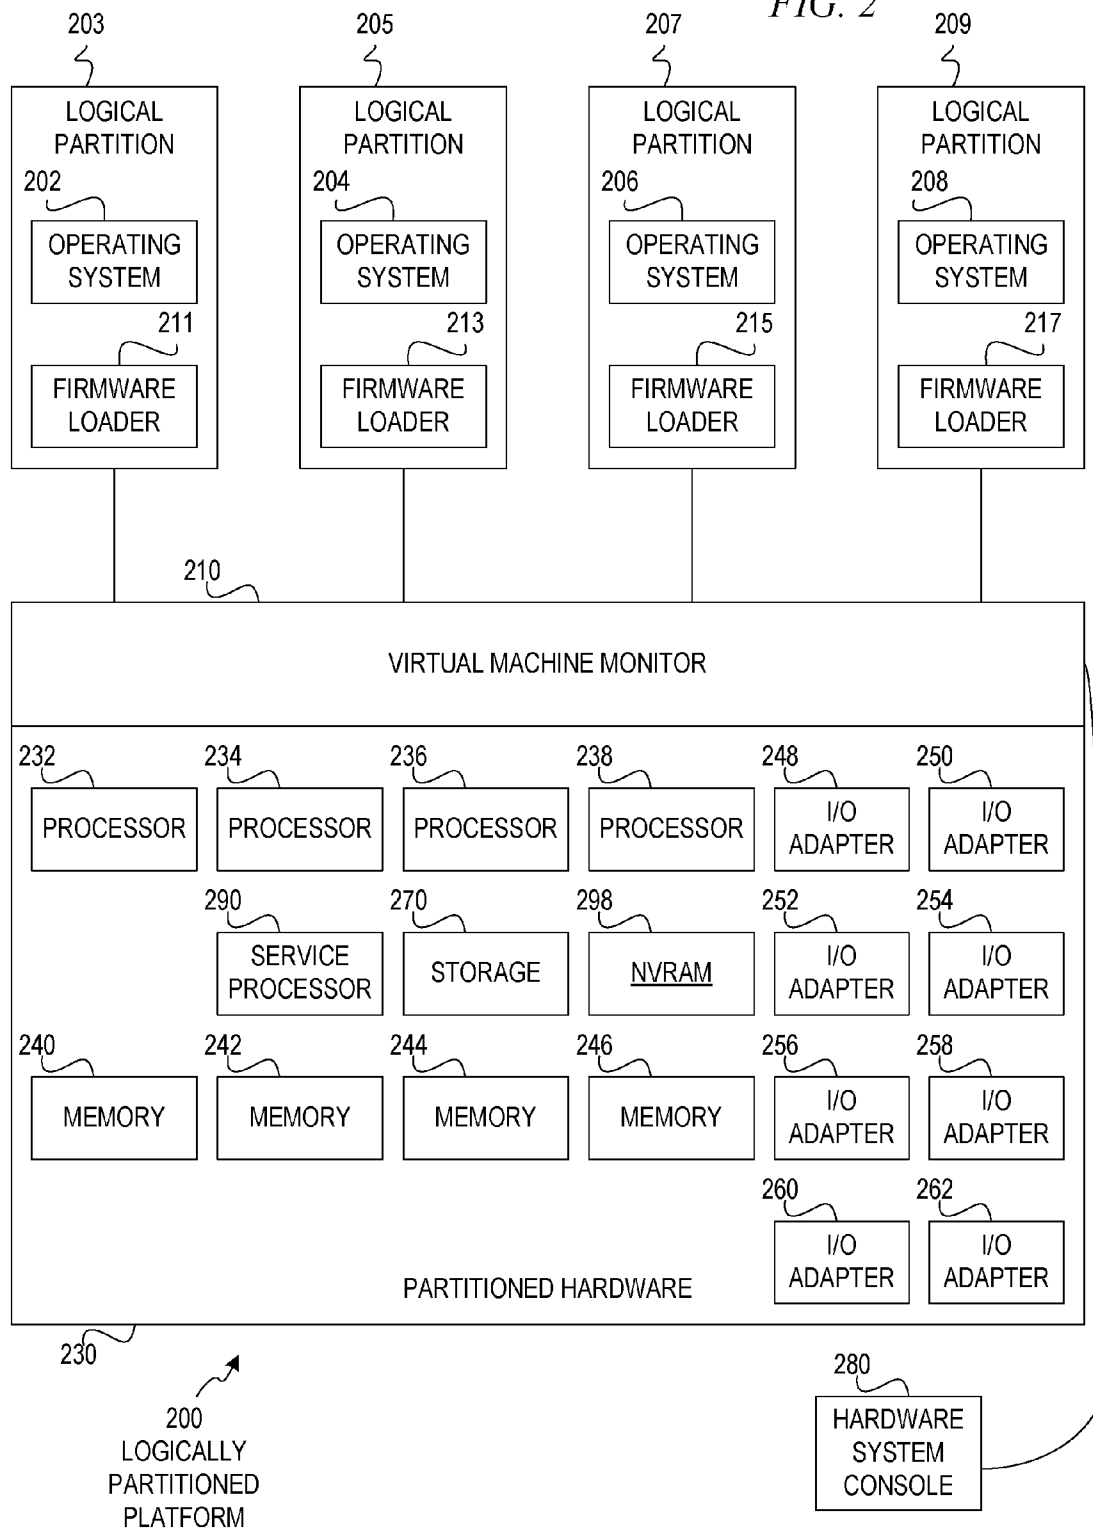 FIG. 2
203 205 207 209
LOGICAL PARTITION LOGICAL PARTITION LOGICAL PARTITION LOGICAL PARTITION
202 204 206 208
OPERATING SYSTEM OPERATING SYSTEM OPERATING SYSTEM OPERATING SYSTEM
211 213 215 217
FIRMWARE LOADER FIRMWARE LOADER FIRMWARE LOADER FIRMWARE LOADER
210
VIRTUAL MACHINE MONITOR
232 234 236 238 248 250
PROCESSOR PROCESSOR PROCESSOR PROCESSOR I/O ADAPTER I/O ADAPTER
290 270 298 252 254
SERVICE PROCESSOR STORAGE NVRAM I/O ADAPTER I/O ADAPTER
240 242 244 246 256 258
MEMORY MEMORY MEMORY MEMORY I/O ADAPTER I/O ADAPTER
260 262
I/O ADAPTER I/O ADAPTER
PARTITIONED HARDWARE
230
200
LOGICALLY
PARTITIONED
PLATFORM
280
HARDWARE
SYSTEM
CONSOLE